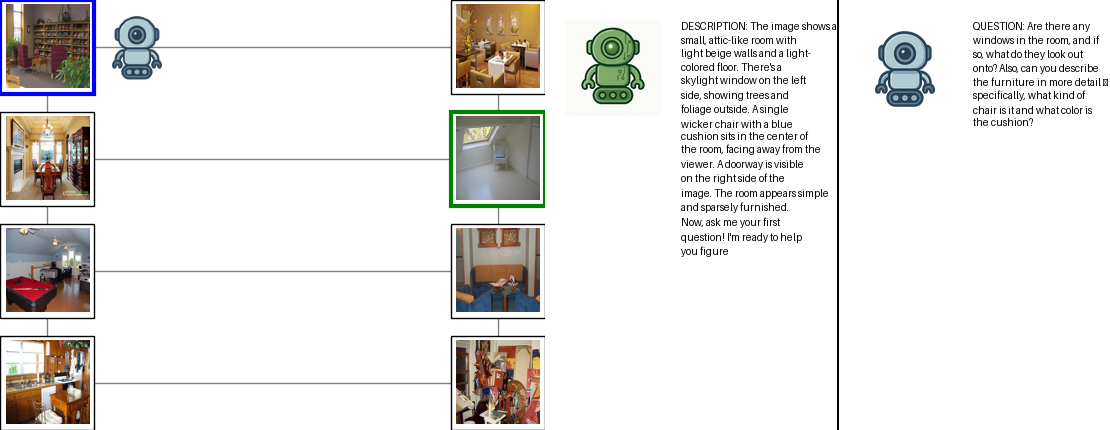 DESCRIPTION: The image shows a
small, attic-like room with
light beige walls and a light-
colored floor. There's a
skylight window on the left
side, showing trees and
foliage outside. A single
wicker chair with a blue
cushion sits in the center of
the room, facing away from the
viewer. A doorway is visible
on the right side of the
image. The room appears simple
and sparsely furnished.
Now, ask me your first
question! I'm ready to help
you figure
QUESTION: Are there any
windows in the room, and if
so, what do they look out
onto? Also, can you describe
the furniture in more detail
specifically, what kind of
chair is it and what color is
the cushion?